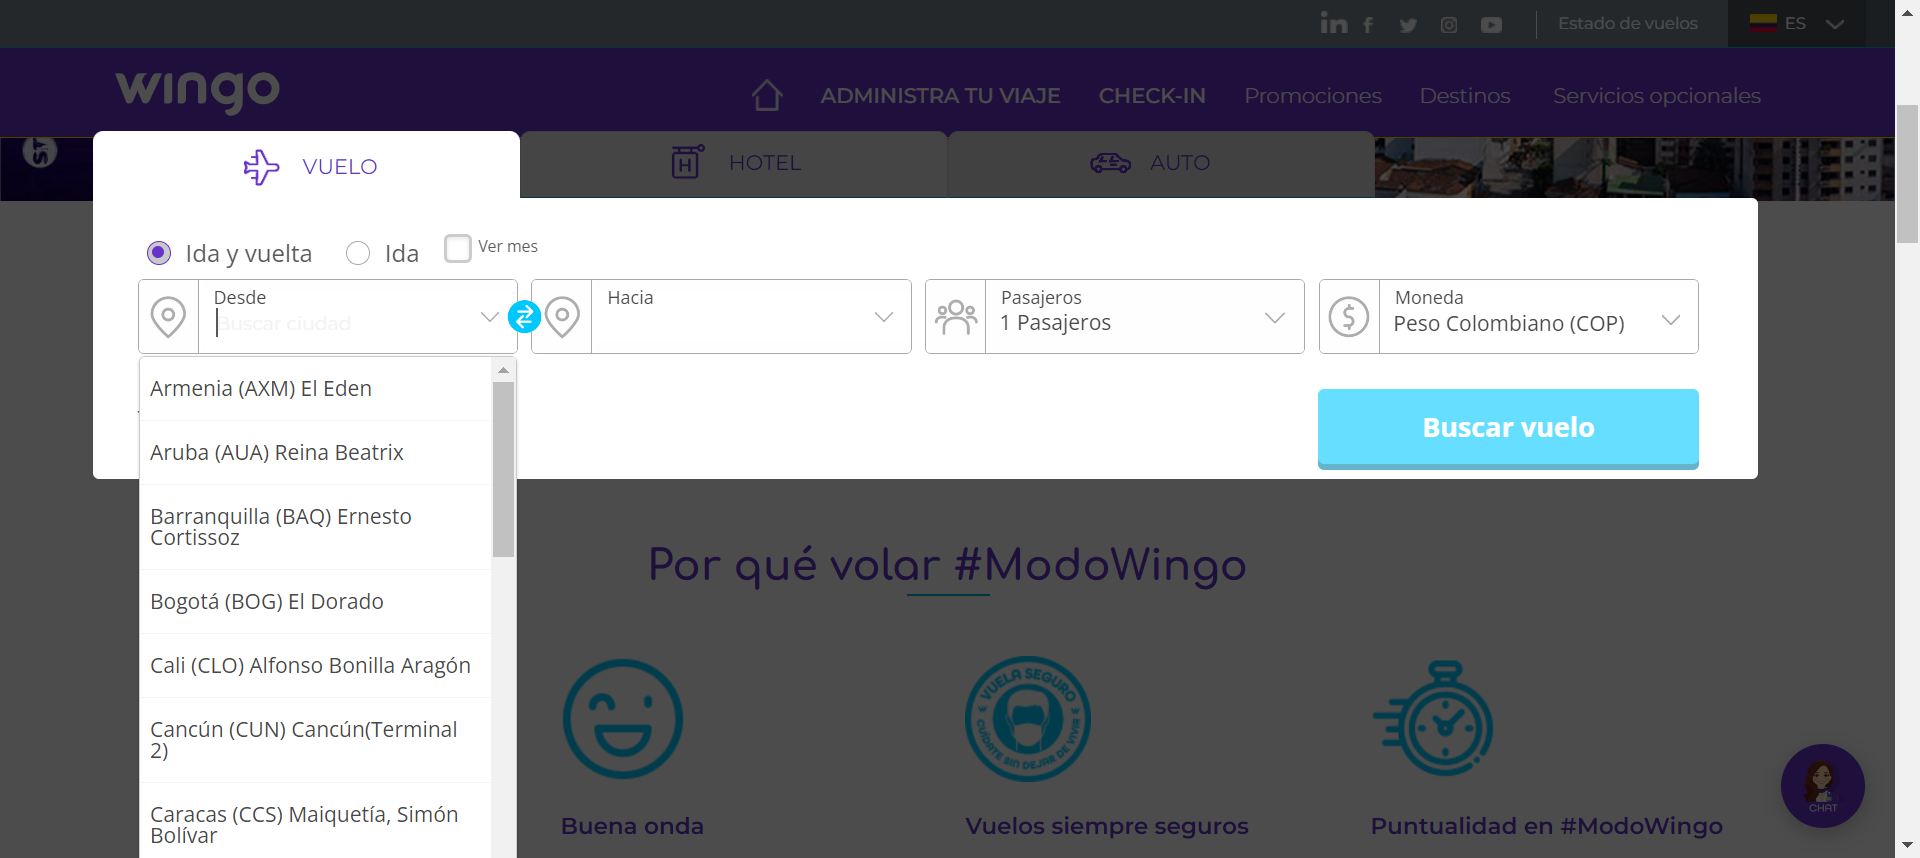 Estado de vuelos
ES
wingo
ADMINISTRA TU VIAJE
CHECK-IN
Promociones
Destinos
Servicios opcionales
VUELO
HOTEL
AUTO
Ida y vuelta
Ida
Ver mes
Desde
Buscar ciudad
Hacia
Pasajeros
1 Pasajeros
Moneda
Peso Colombiano (COP)
Armenia (AXM) El Eden
Aruba (AUA) Reina Beatrix
Barranquilla (BAQ) Ernesto
Cortissoz
Bogotá (BOG) El Dorado
Cali (CLO) Alfonso Bonilla Aragón
Cancún (CUN) Cancún(Terminal
2)
Caracas (CCS) Maiquetía, Simón
Bolívar
Buscar vuelo
Por qué volar #ModoWingo
VUELA SEGURO
CUÍDATE SIN DEJAR DE VIVIR
Buena onda
Vuelos siempre seguros
Puntualidad en #ModoWingo
CHAT